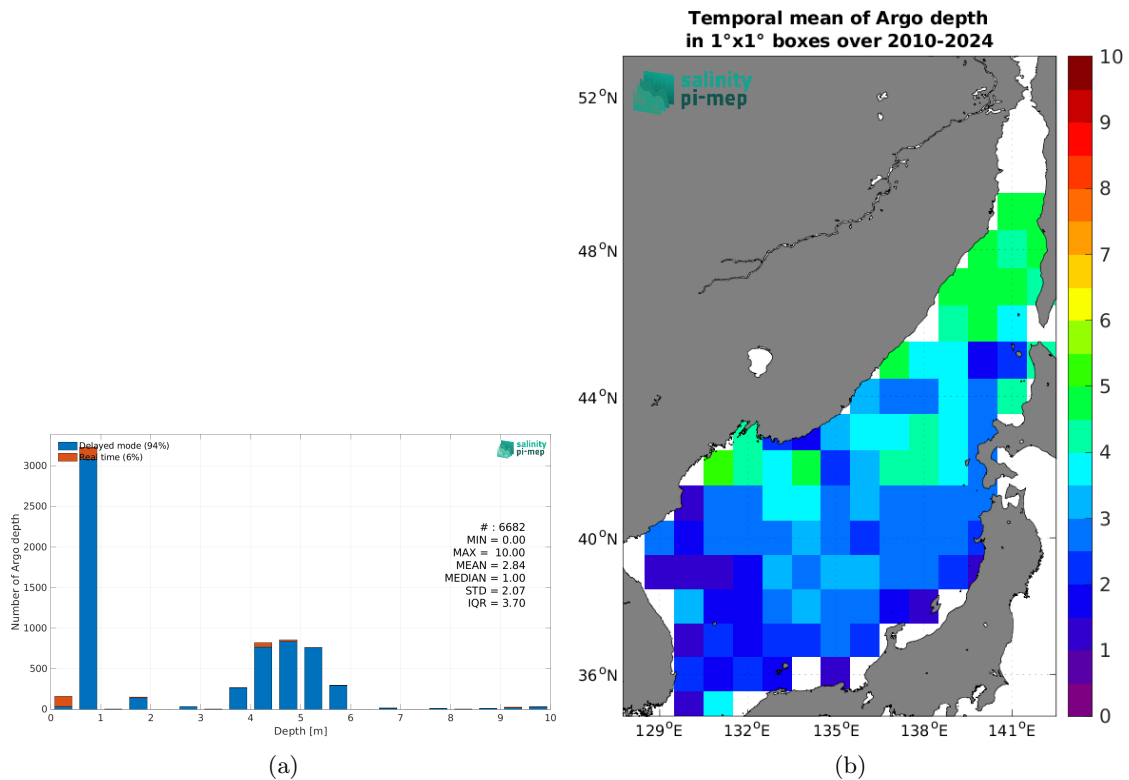 Delayed mode (94%)
Real time (6%)
salinity
pi-mep
3000
2500
2000
1500
1000
500
0
Number of Argo depth
# : 6682
MIN = 0.00
MAX = 10.00
MEAN = 2.84
MEDIAN = 1.00
STD = 2.07
IQR = 3.70
0 1 2 3 4 5 6 7 8 9 10
Depth [m]
(a)
Temporal mean of Argo depth
in 1°x1° boxes over 2010-2024
salinity
pi-mep
52°N
48°N
44°N
40°N
36°N
129°E 132°E 135°E 138°E 141°E
10
9
8
7
6
5
4
3
2
1
0
(b)